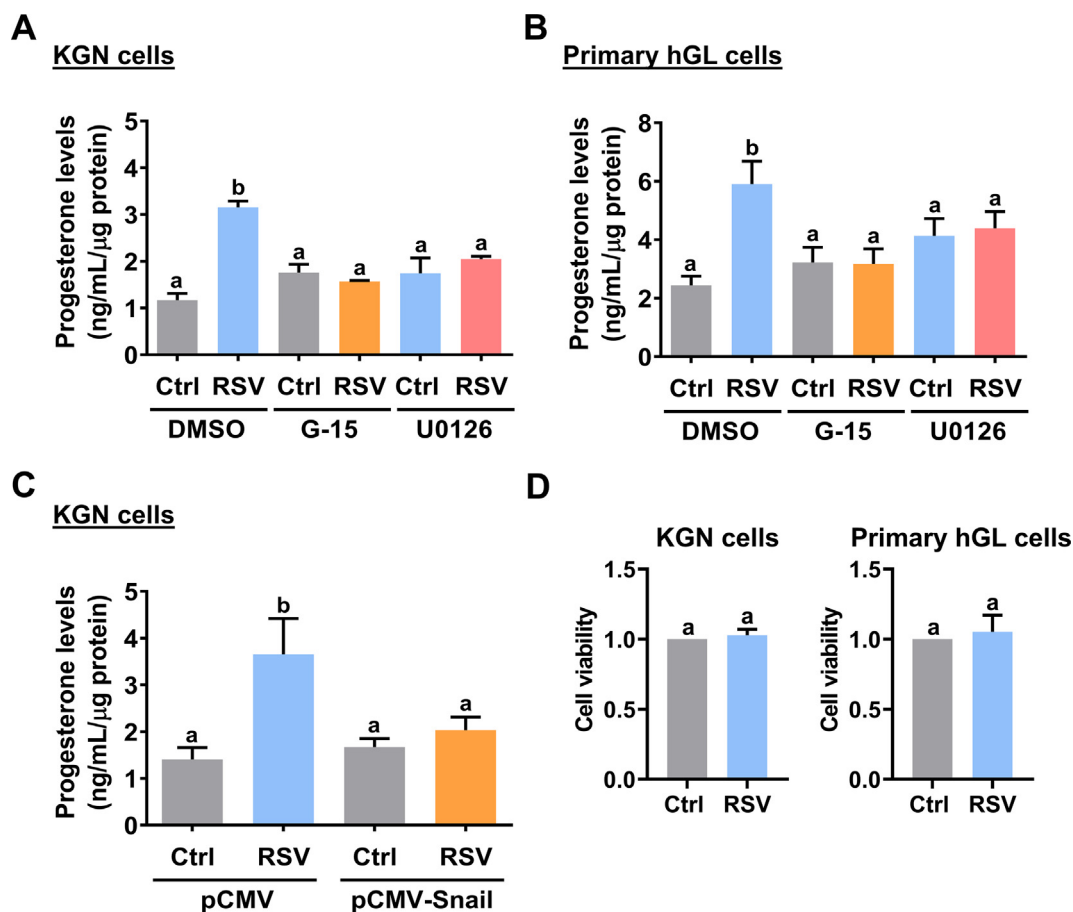 A
KGN cells
Progesterone levels
(ng/mL/μg protein)
5
4
3
2
1
0
a
b
a
a
a
a
Ctrl RSV Ctrl RSV Ctrl RSV
DMSO G-15 U0126
B
Primary hGL cells
Progesterone levels
(ng/mL/μg protein)
8
6
4
2
0
a
b
a
a
a
a
Ctrl RSV Ctrl RSV Ctrl RSV
DMSO G-15 U0126
C
KGN cells
Progesterone levels
(ng/mL/μg protein)
5
4
3
2
1
0
a
b
a
a
Ctrl RSV Ctrl RSV
pCMV pCMV-Snail
D
KGN cells
Cell viability
1.5
1.0
0.5
0.0
a
a
Ctrl RSV
Primary hGL cells
Cell viability
1.5
1.0
0.5
0.0
a
a
Ctrl RSV